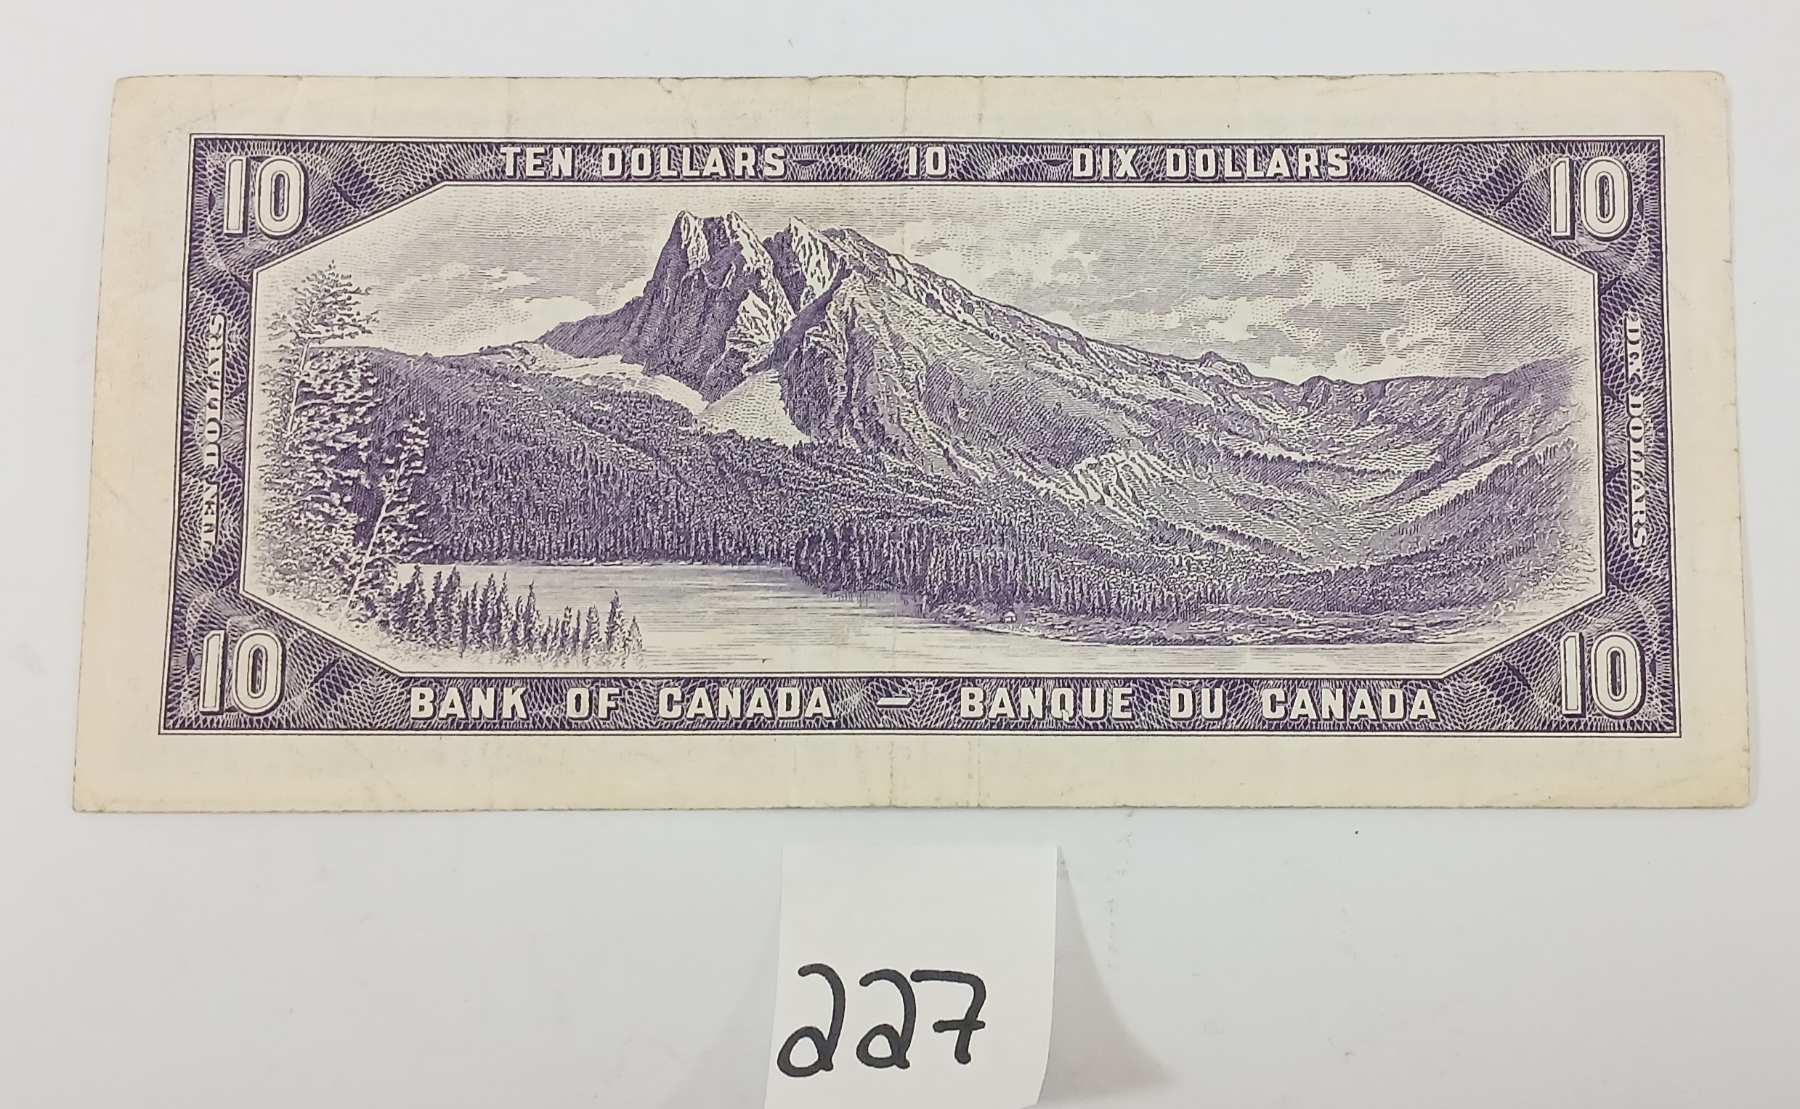 TEN DOLLARS 10 DIX DOLLARS
10
10
TEN DOLLARS
DIX DOLLARS
10
10
BANK OF CANADA – BANQUE DU CANADA
227